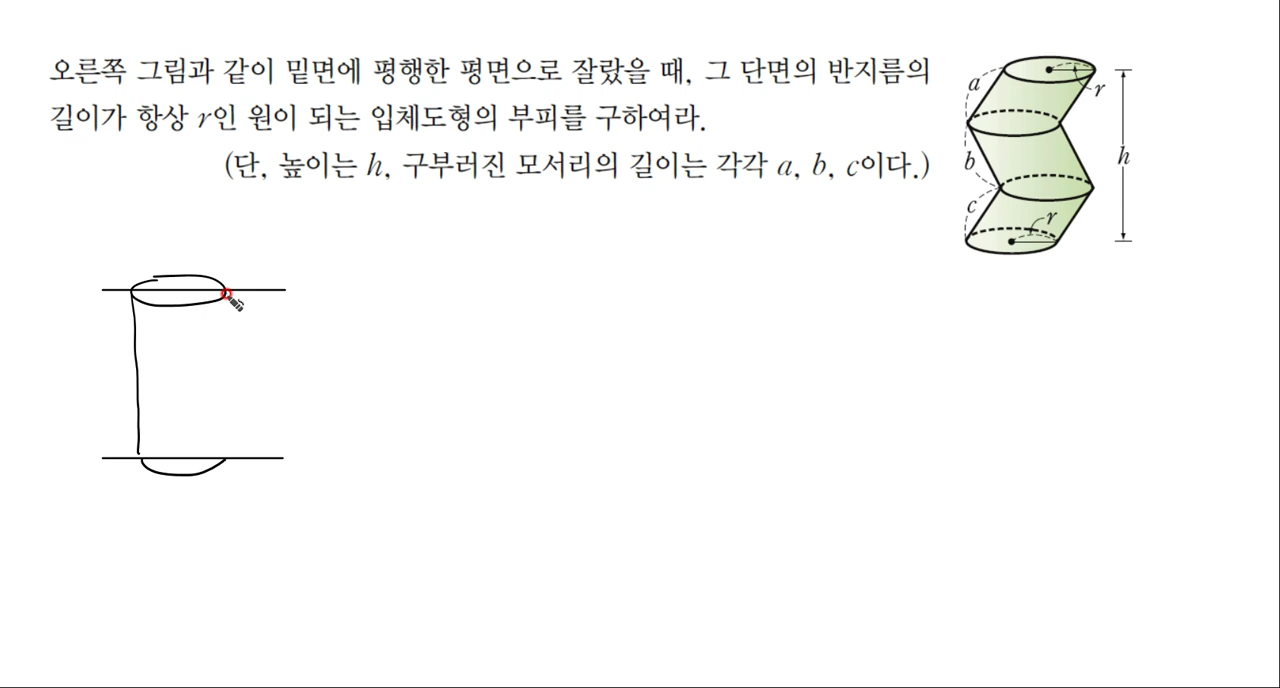 오른쪽 그림과 같이 밑면에 평행한 평면으로 잘랐을 때, 그 단면의 반지름의
길이가 항상 r인 원이 되는 입체도형의 부피를 구하여라.
(단, 높이는 h, 구부러진 모서리의 길이는 각각 a, b, c이다.)
a
r
b
h
c
r